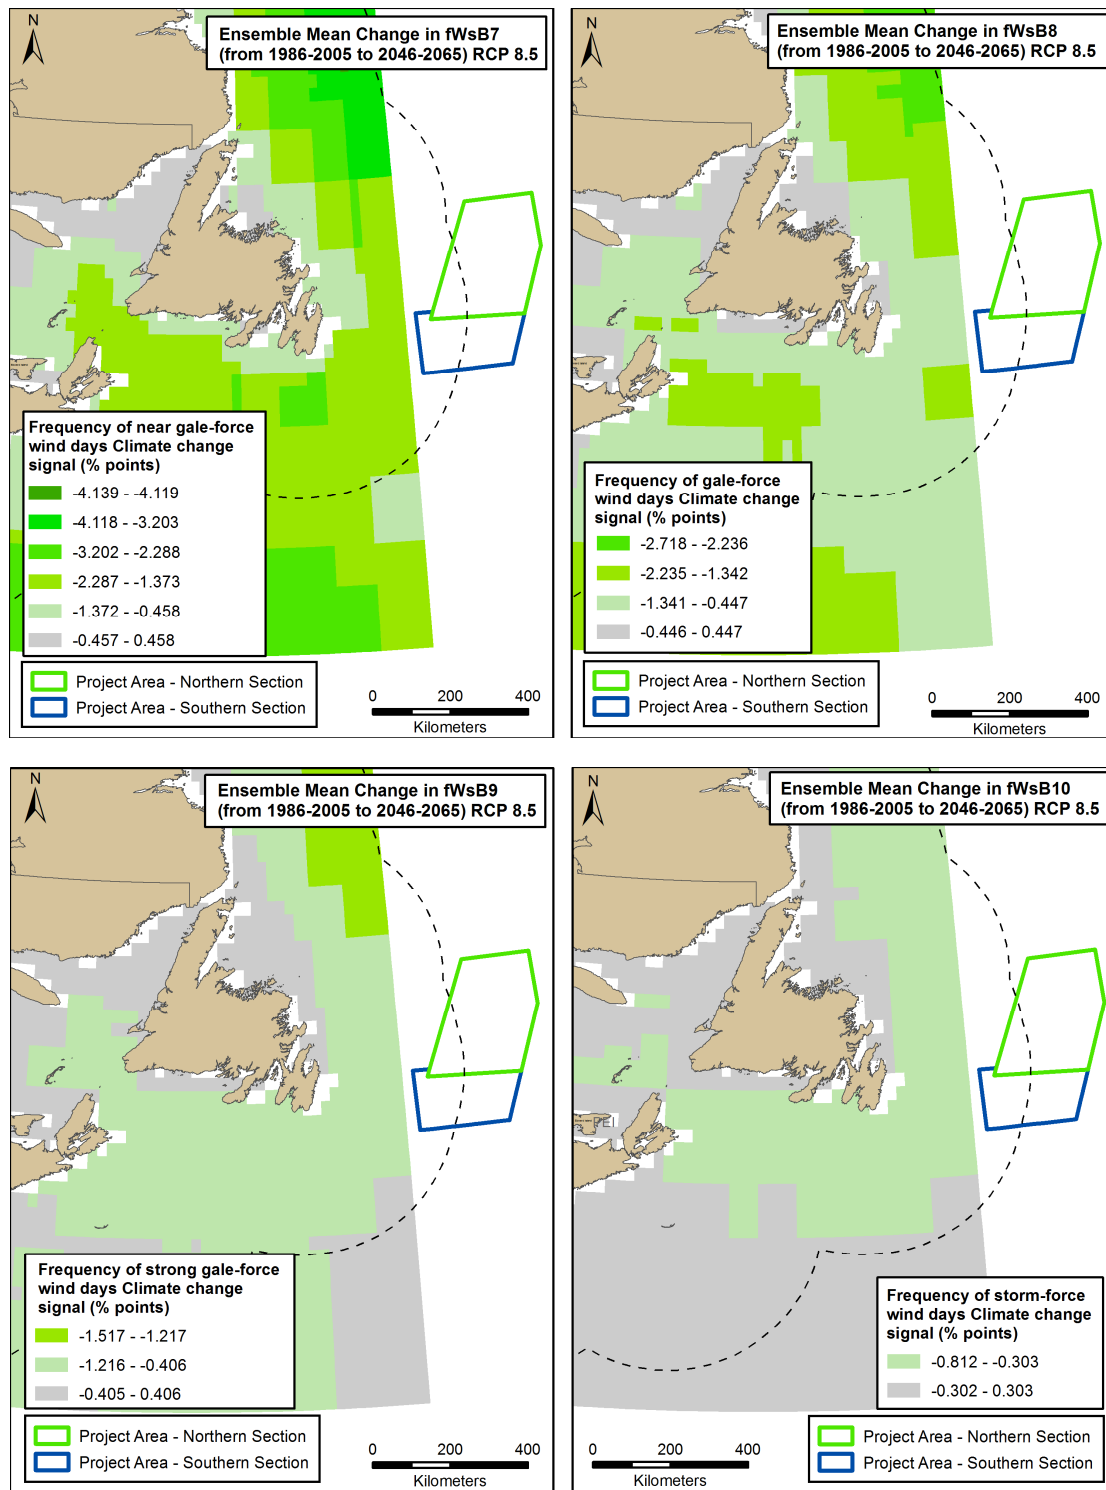 N
Ensemble Mean Change in fWsB7
(from 1986-2005 to 2046-2065) RCP 8.5
Frequency of near gale-force
wind days Climate change
signal (% points)
-4.139 - -4.119
-4.118 - -3.203
-3.202 - -2.288
-2.287 - -1.373
-1.372 - -0.458
-0.457 - 0.458
Project Area - Northern Section
Project Area - Southern Section
0 200 400
Kilometers
N
Ensemble Mean Change in fWsB8
(from 1986-2005 to 2046-2065) RCP 8.5
Frequency of gale-force
wind days Climate change
signal (% points)
-2.718 - -2.236
-2.235 - -1.342
-1.341 - -0.447
-0.446 - 0.447
Project Area - Northern Section
Project Area - Southern Section
0 200 400
Kilometers
N
Ensemble Mean Change in fWsB9
(from 1986-2005 to 2046-2065) RCP 8.5
Frequency of strong gale-force
wind days Climate change
signal (% points)
-1.517 - -1.217
-1.216 - -0.406
-0.405 - 0.406
Project Area - Northern Section
Project Area - Southern Section
0 200 400
Kilometers
N
Ensemble Mean Change in fWsB10
(from 1986-2005 to 2046-2065) RCP 8.5
Frequency of storm-force
wind days Climate change
signal (% points)
-0.812 - -0.303
-0.302 - 0.303
Project Area - Northern Section
Project Area - Southern Section
0 200 400
Kilometers